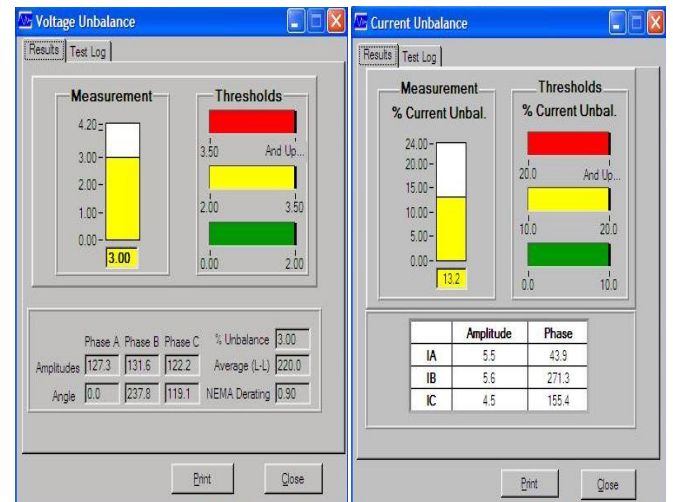 Voltage Unbalance
Results Test Log
Measurement
4.20
3.00
2.00
1.00
0.00
3.00
Thresholds
3.50 And Up...
2.00 3.50
0.00 2.00
Phase A Phase B Phase C % Unbalance 3.00
Amplitudes 127.3 131.6 122.2 Average (L-L) 220.0
Angle 0.0 237.8 119.1 NEMA Derating 0.90
Print Close
Current Unbalance
Results Test Log
Measurement
% Current Unbal.
24.00
20.00
15.00
10.00
5.00
0.00
13.2
Thresholds
% Current Unbal.
20.0 And Up...
10.0 20.0
0.0 10.0
Amplitude Phase
IA 5.5 43.9
IB 5.6 271.3
IC 4.5 155.4
Print Close